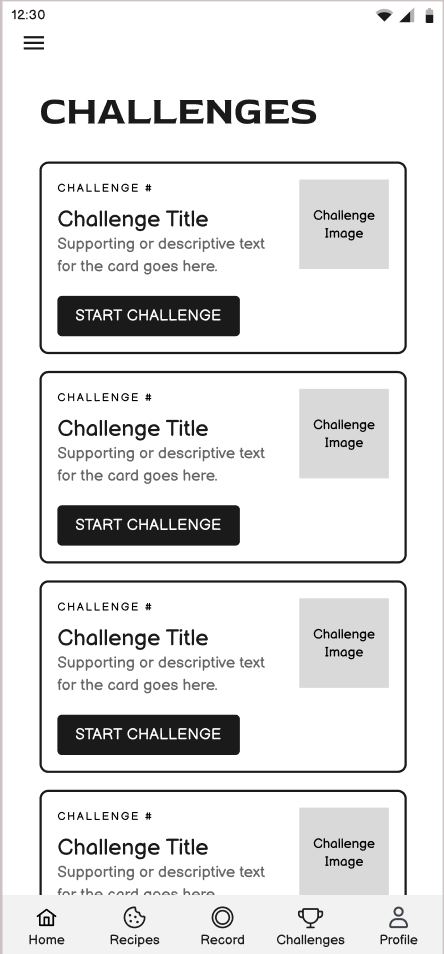 12:30
CHALLENGES
CHALLENGE #
Challenge Title
Supporting or descriptive text
for the card goes here.
START CHALLENGE
Challenge
Image
CHALLENGE #
Challenge Title
Supporting or descriptive text
for the card goes here.
START CHALLENGE
Challenge
Image
CHALLENGE #
Challenge Title
Supporting or descriptive text
for the card goes here.
START CHALLENGE
Challenge
Image
CHALLENGE #
Challenge Title
Supporting or descriptive text
for the card goes here.
Challenge
Image
Home
Recipes
Record
Challenges
Profile